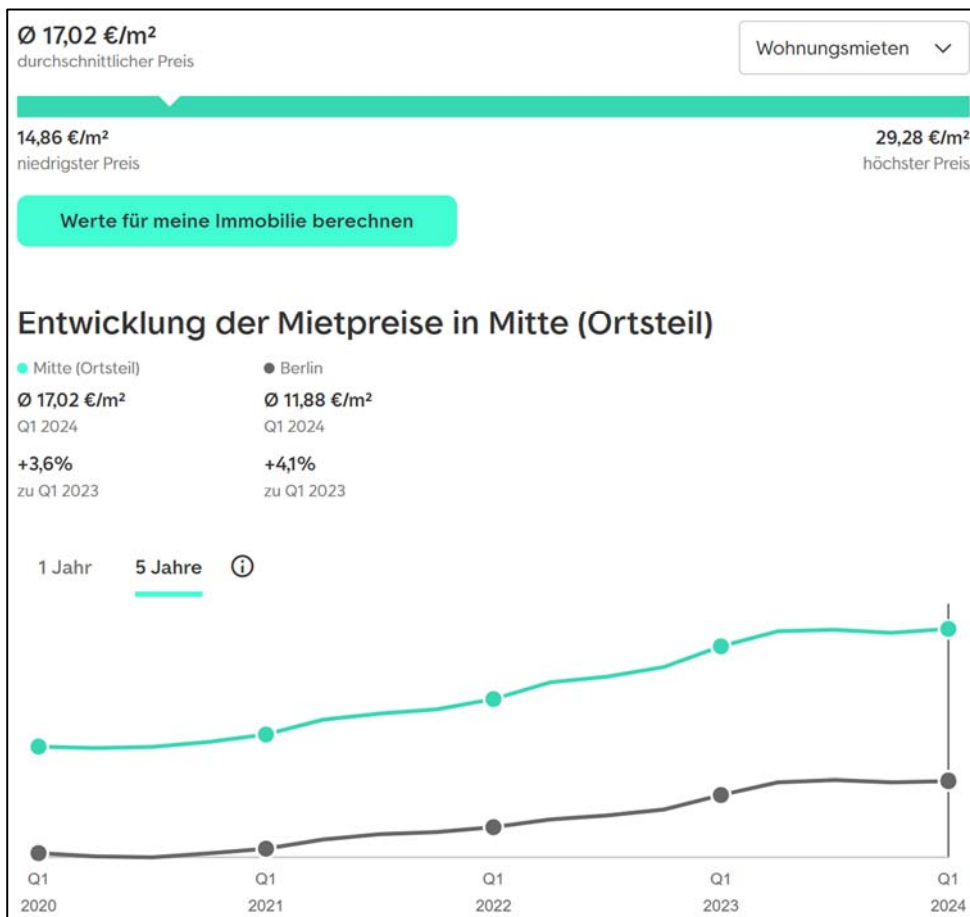 Ø 17,02 €/m²
durchschnittlicher Preis
Wohnungsmieten
14,86 €/m²
niedrigster Preis
29,28 €/m²
höchster Preis
Werte für meine Immobilie berechnen
Entwicklung der Mietpreise in Mitte (Ortsteil)
Mitte (Ortsteil)
Ø 17,02 €/m²
Q1 2024
+3,6%
zu Q1 2023
Berlin
Ø 11,88 €/m²
Q1 2024
+4,1%
zu Q1 2023
1 Jahr 5 Jahre i
Q1 Q1 Q1 Q1 Q1
2020 2021 2022 2023 2024